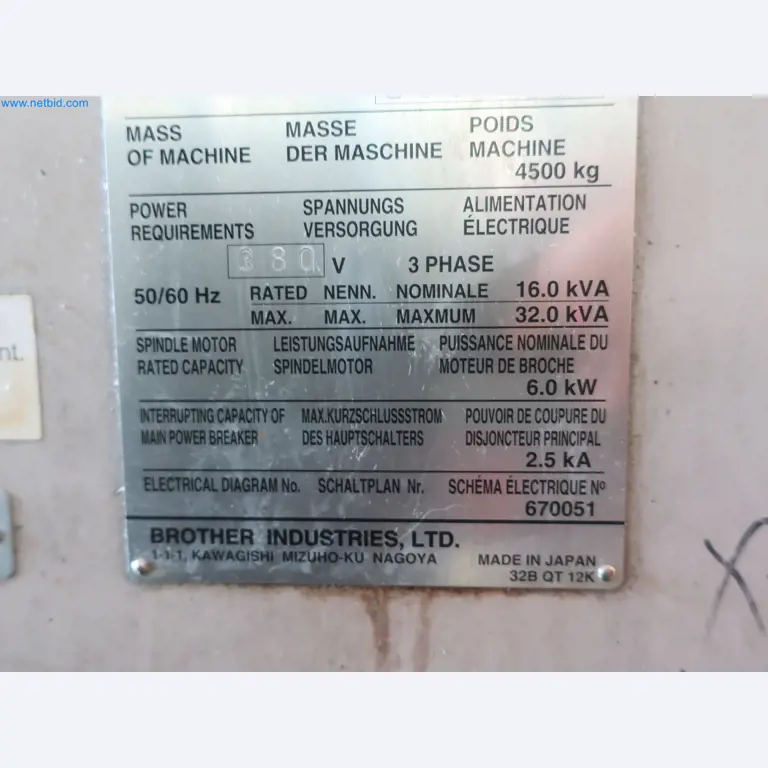 www.netbid.com
MASS MASSE POIDS
OF MACHINE DER MASCHINE MACHINE
4500 kg
POWER SPANNUNGS ALIMENTATION
REQUIREMENTS VERSORGUNG ÉLECTRIQUE
380 V 3 PHASE
50/60 Hz RATED NENN. NOMINALE 16.0 kVA
MAX. MAX. MAXMUM 32.0 kVA
SPINDLE MOTOR LEISTUNGSAUFNAHME PUISSANCE NOMINALE DU
RATED CAPACITY SPINDELMOTOR MOTEUR DE BROCHE
6.0 kW
INTERRUPTING CAPACITY OF MAX.KURZSCHLUSSSTROM POUVOIR DE COUPURE DU
MAIN POWER BREAKER DES HAUPTSCHALTERS DISJONCTEUR PRINCIPAL
2.5 kA
ELECTRICAL DIAGRAM No. SCHALTPLAN Nr. SCHÉMA ÉLECTRIQUE Nº
670051
BROTHER INDUSTRIES, LTD.
1-1-1, KAWAGISHI MIZUHO-KU NAGOYA MADE IN JAPAN
32B QT 12K
nt.
X